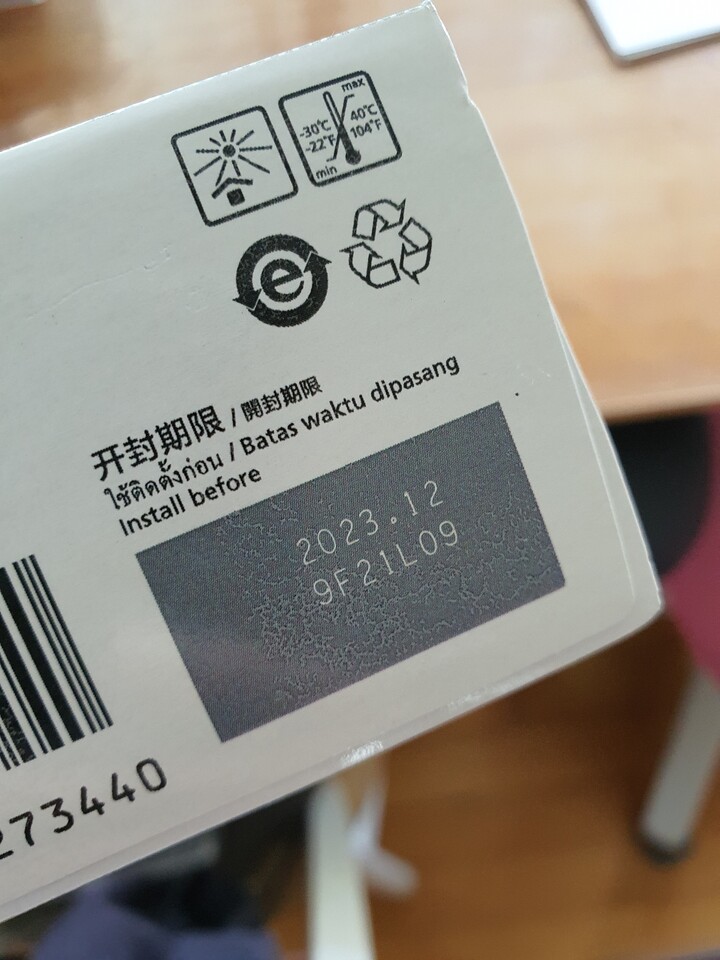 max
-30℃ 40℃
-22°F 104°F
min
e
开封期限 / 開封期限
ใช้ติดตั้งก่อน / Batas waktu dipasang
Install before
2023.12
9F21L09
273440